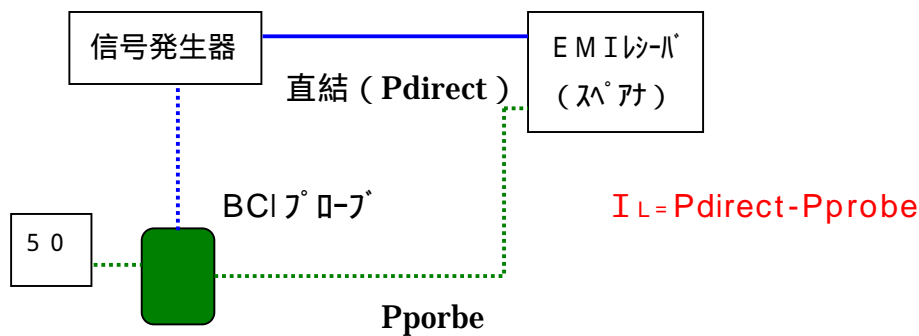 信号発生器
ＥＭＩﾚｼｰﾊﾞ
（ｽﾍﾟｱﾅ）
直結（Pdirect）
BCIプローブ
ＩL=Pdirect-Pprobe
５０
Pporbe